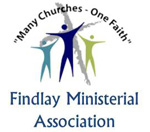 "Many Churches - One Faith"
Findlay Ministerial
Association